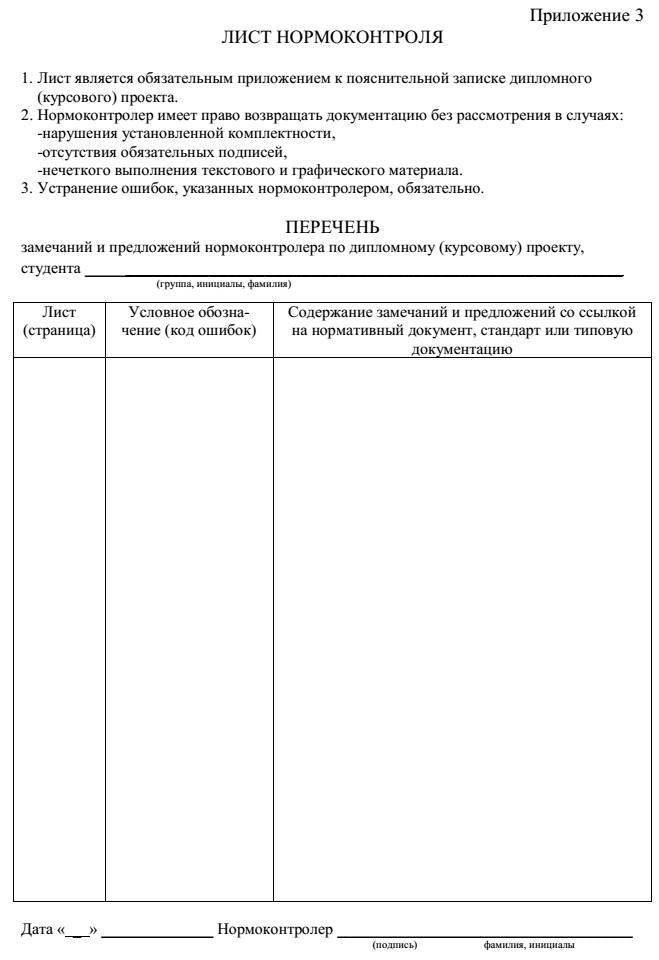 Приложение 3
ЛИСТ НОРМОКОНТРОЛЯ
1. Лист является обязательным приложением к пояснительной записке дипломного
(курсового) проекта.
2. Нормоконтролер имеет право возвращать документацию без рассмотрения в случаях:
-нарушения установленной комплектности,
-отсутствия обязательных подписей,
-нечеткого выполнения текстового и графического материала.
3. Устранение ошибок, указанных нормоконтролером, обязательно.
ПЕРЕЧЕНЬ
замечаний и предложений нормоконтролера по дипломному (курсовому) проекту,
студента ____________________
(группа, инициалы, фамилия)
Лист
(страница)
Условное обозна-
чение (код ошибок)
Содержание замечаний и предложений со ссылкой
на нормативный документ, стандарт или типовую
документацию
Дата «___» ______________ Нормоконтролер ____________________
(подпись) фамилия, инициалы